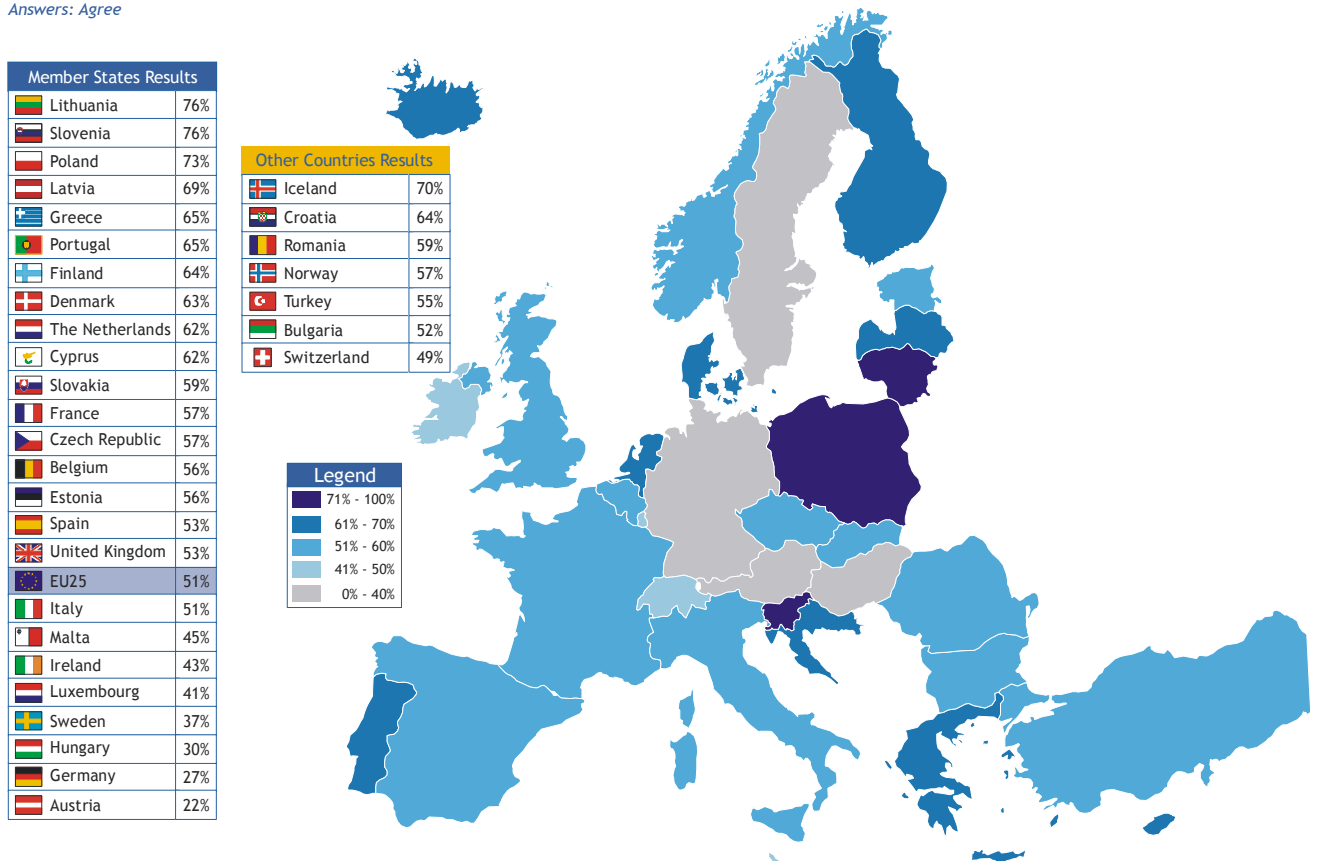 Answers: Agree
Member States Results
Lithuania 76%
Slovenia 76%
Poland 73%
Latvia 69%
Greece 65%
Portugal 65%
Finland 64%
Denmark 63%
The Netherlands 62%
Cyprus 62%
Slovakia 59%
France 57%
Czech Republic 57%
Belgium 56%
Estonia 56%
Spain 53%
United Kingdom 53%
EU25 51%
Italy 51%
Malta 45%
Ireland 43%
Luxembourg 41%
Sweden 37%
Hungary 30%
Germany 27%
Austria 22%
Other Countries Results
Iceland 70%
Croatia 64%
Romania 59%
Norway 57%
Turkey 55%
Bulgaria 52%
Switzerland 49%
Legend
71% - 100%
61% - 70%
51% - 60%
41% - 50%
0% - 40%